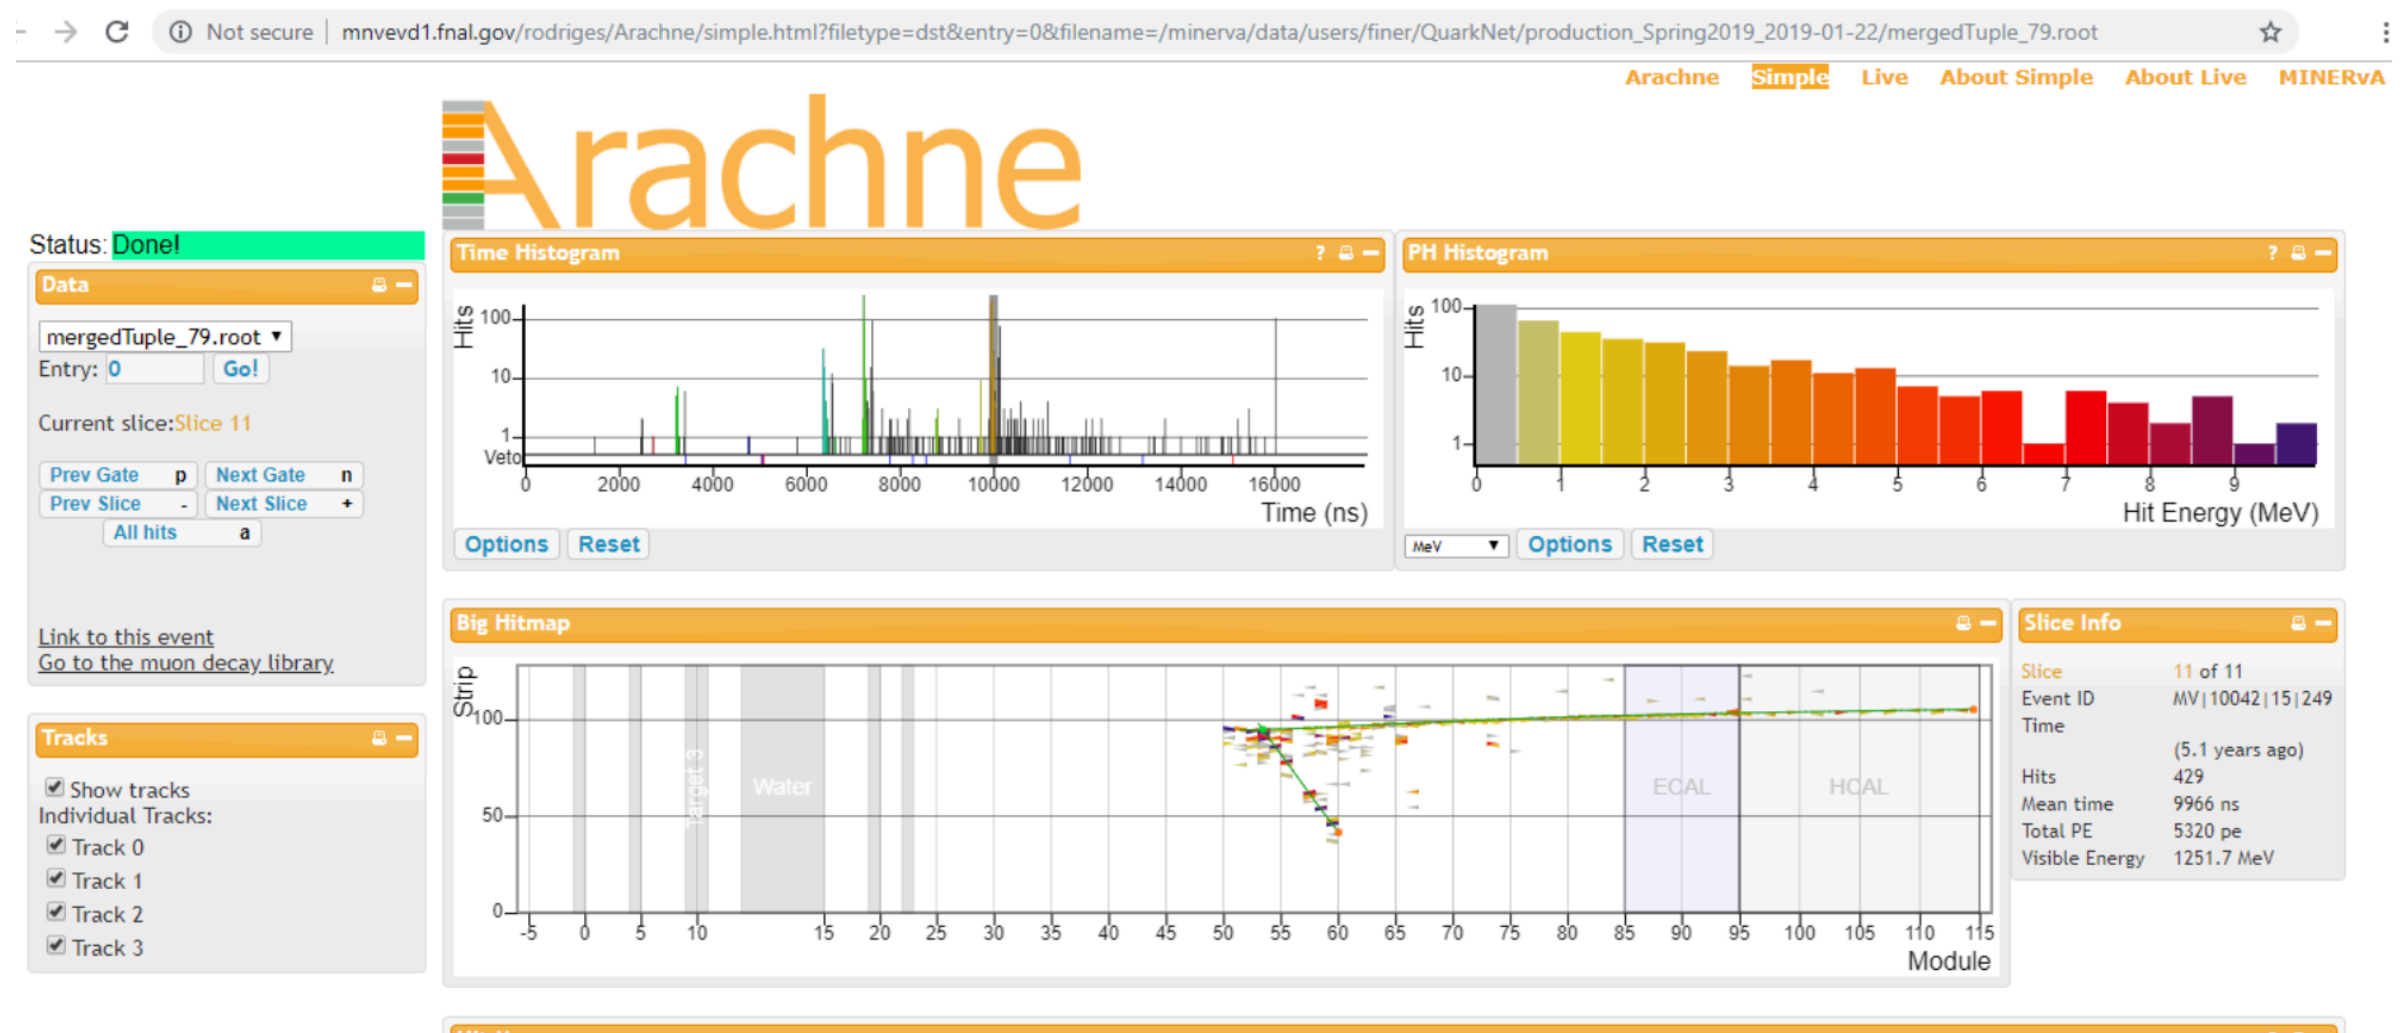 Not secure | mnvevd1.fnal.gov/rodriges/Arachne/simple.html?filetype=dst&entry=0&filename=/minerva/data/users/finer/QuarkNet/production_Spring2019_2019-01-22/mergedTuple_79.root
Arachne Simple Live About Simple About Live MINERvA
Arachne
Status: Done!
Data
mergedTuple_79.root
Entry: 0 Go!
Current slice:Slice 11
Prev Gate p Next Gate n
Prev Slice - Next Slice +
All hits a
Link to this event
Go to the muon decay library
Tracks
Show tracks
Individual Tracks:
Track 0
Track 1
Track 2
Track 3
Time Histogram ?
Hits
100
10
1
Veto
0 2000 4000 6000 8000 10000 12000 14000 16000
Time (ns)
Options Reset
PH Histogram ?
Hits
100
10
1
0 1 2 3 4 5 6 7 8 9
Hit Energy (MeV)
MeV Options Reset
Big Hitmap
Strip
100
50
0
Target 3 Water ECAL HCAL
-5 0 5 10 15 20 25 30 35 40 45 50 55 60 65 70 75 80 85 90 95 100 105 110 115
Module
Slice Info
Slice 11 of 11
Event ID MV|10042|15|249
Time
(5.1 years ago)
Hits 429
Mean time 9966 ns
Total PE 5320 pe
Visible Energy 1251.7 MeV